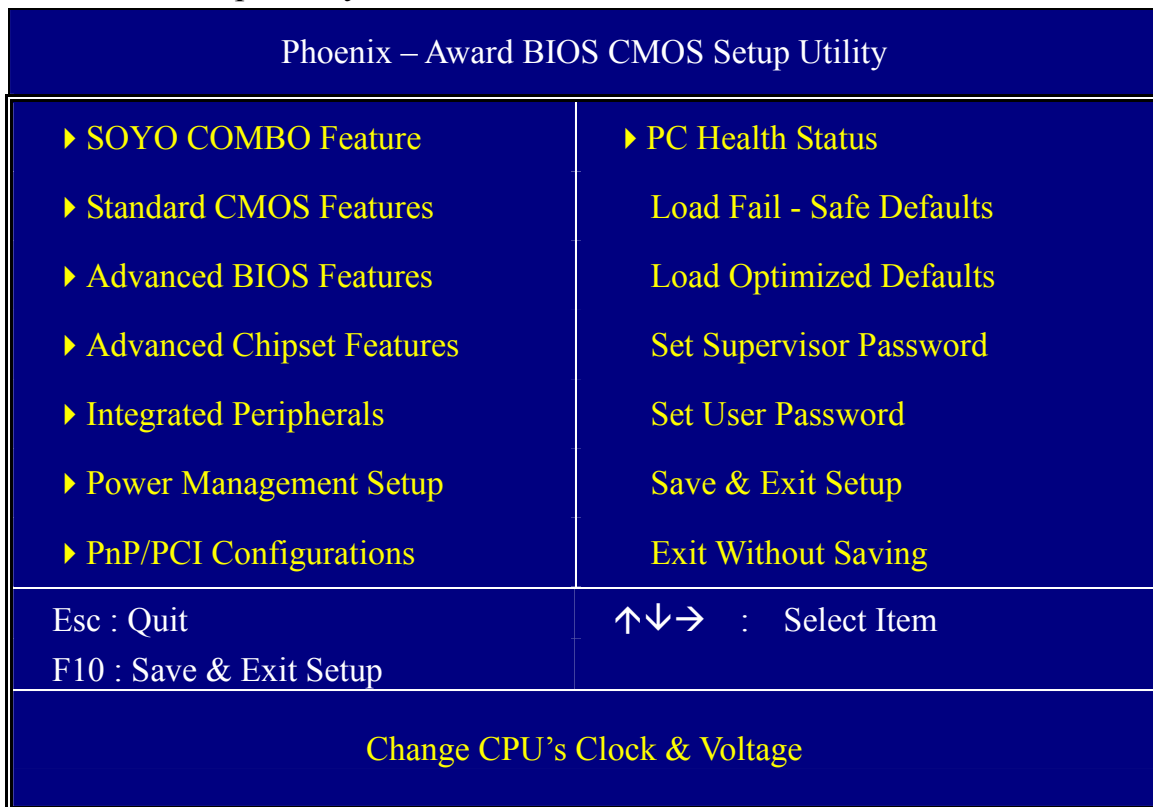 Phoenix – Award BIOS CMOS Setup Utility
SOYO COMBO Feature
Standard CMOS Features
Advanced BIOS Features
Advanced Chipset Features
Integrated Peripherals
Power Management Setup
PnP/PCI Configurations
PC Health Status
Load Fail - Safe Defaults
Load Optimized Defaults
Set Supervisor Password
Set User Password
Save & Exit Setup
Exit Without Saving
Esc : Quit
F10 : Save & Exit Setup
↑↓→ : Select Item
Change CPU’s Clock & Voltage